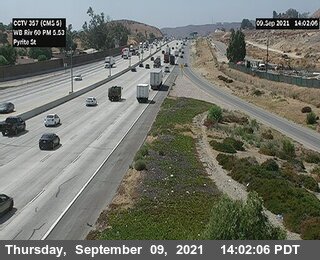 CCTV 357 (CMS 5)
WB Riv 60 PM 5.53
Pyrite St
09.Sep 2021
14:02:06
Thursday, September 09, 2021 14:02:06 PDT